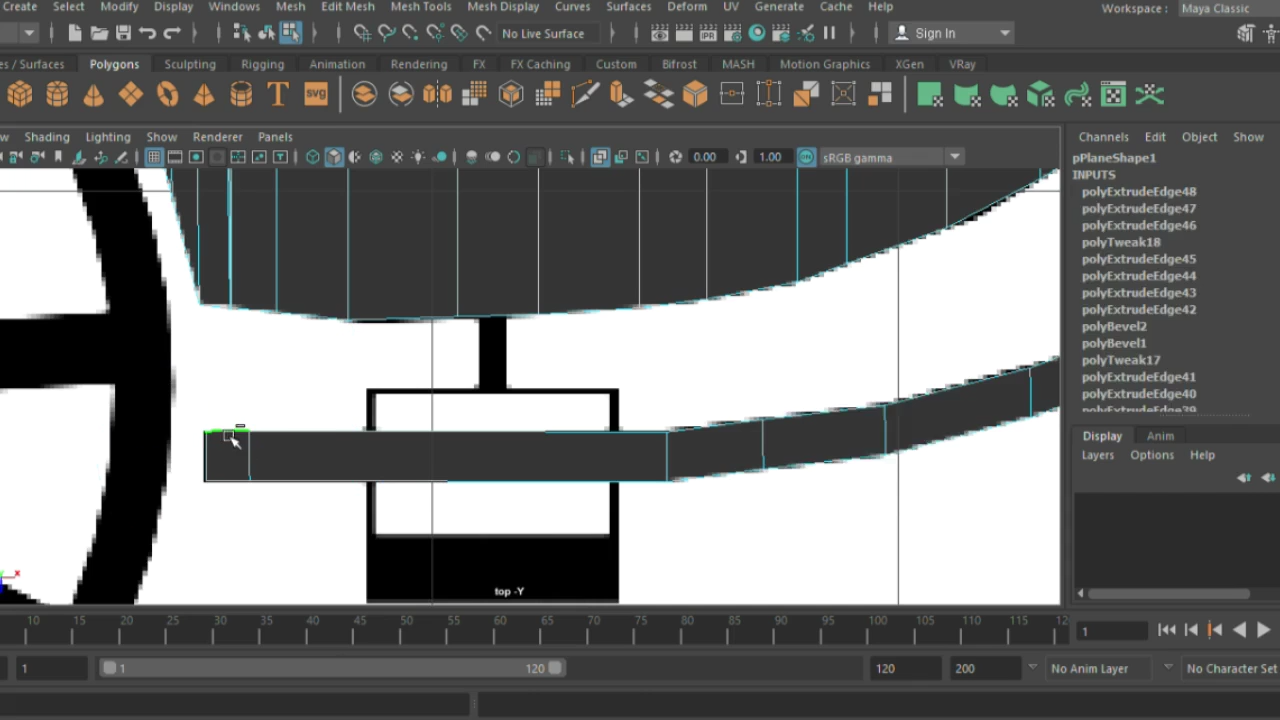 Create Select Modify Display Windows Mesh Edit Mesh Mesh Tools Mesh Display Curves Surfaces Deform UV Generate Cache Help Workspace : Maya Classic
No Live Surface Sign In
es / Surfaces Polygons Sculpting Rigging Animation Rendering FX FX Caching Custom Bifrost MASH Motion Graphics XGen VRay
T svg
w Shading Lighting Show Renderer Panels Channels Edit Object Show
0.00 1.00 sRGB gamma
pPlaneShape1
INPUTS
polyExtrudeEdge48
polyExtrudeEdge47
polyExtrudeEdge46
polyTweak18
polyExtrudeEdge45
polyExtrudeEdge44
polyExtrudeEdge43
polyExtrudeEdge42
polyBevel2
polyBevel1
polyTweak17
polyExtrudeEdge41
polyExtrudeEdge40
polyExtrudeEdge39
Display Anim
Layers Options Help
x
top -Y
10 15 20 25 30 35 40 45 50 55 60 65 70 75 80 85 90 95 100 105 110 115 12
1
1 1 120 120 200 No Anim Layer No Character Set